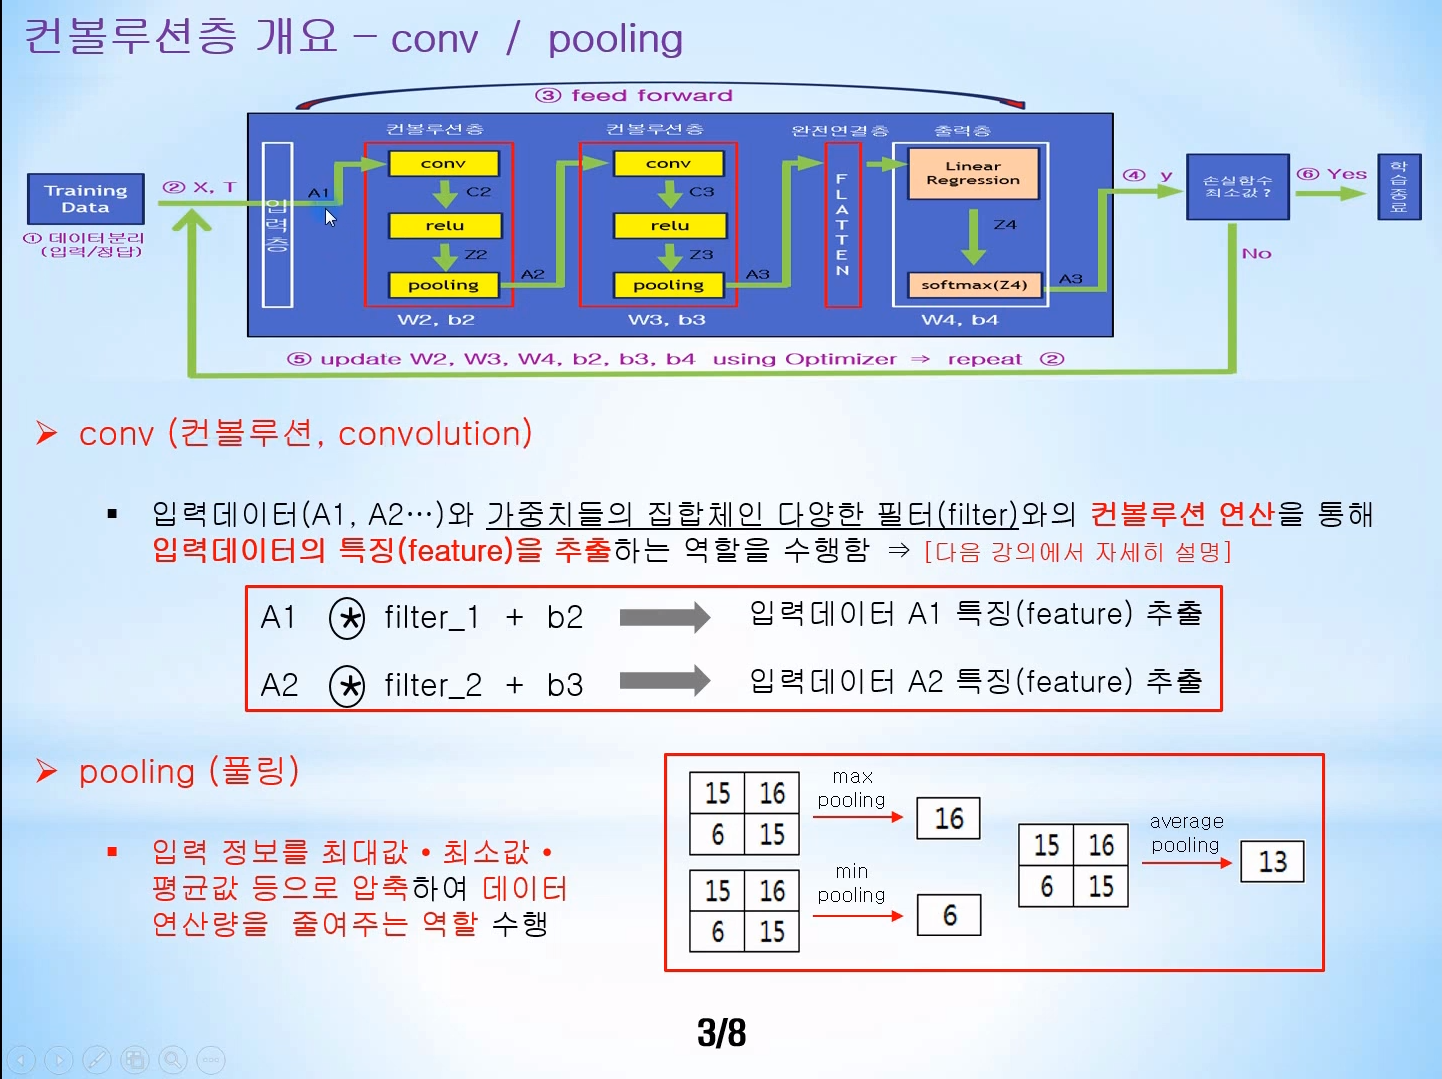 컨볼루션층 개요 – conv / pooling
③ feed forward
컨볼루션층
컨볼루션층
완전연결층
출력층
Training
Data
① 데이터분리
(입력/정답)
② X, T
입력층
A1
conv
C2
relu
Z2
pooling
W2, b2
A2
conv
C3
relu
Z3
pooling
W3, b3
A3
FLATTEN
Linear
Regression
Z4
softmax(Z4)
W4, b4
A3
④ y
손실함수
최소값 ?
⑥ Yes
학습종료
No
⑤ update W2, W3, W4, b2, b3, b4 using Optimizer ⇒ repeat ②
➢ conv (컨볼루션, convolution)
▪ 입력데이터(A1, A2…)와 가중치들의 집합체인 다양한 필터(filter)와의 컨볼루션 연산을 통해
입력데이터의 특징(feature)을 추출하는 역할을 수행함 ⇒ [다음 강의에서 자세히 설명]
A1 ⊛ filter_1 + b2 입력데이터 A1 특징(feature) 추출
A2 ⊛ filter_2 + b3 입력데이터 A2 특징(feature) 추출
➢ pooling (풀링)
▪ 입력 정보를 최대값 • 최소값 •
평균값 등으로 압축하여 데이터
연산량을 줄여주는 역할 수행
15 16
6 15
max
pooling
16
15 16
6 15
min
pooling
6
15 16
6 15
average
pooling
13
3/8